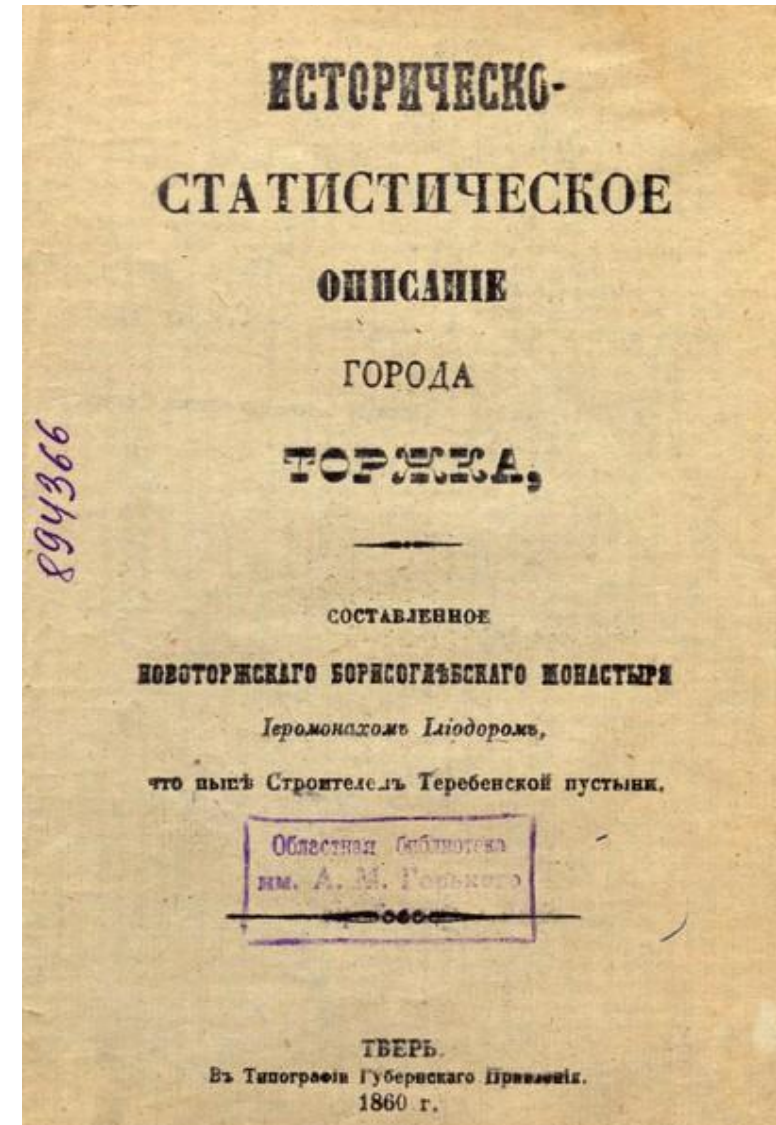 ИСТОРИЧЕСКО-
СТАТИСТИЧЕСКОЕ
ОПИСАНІЕ
ГОРОДА
ТОРЖКА,
СОСТАВЛЕННОЕ
НОВОТОРЖСКАГО БОРИСОГЛѢБСКАГО МОНАСТЫРЯ
Іеромонахомъ Иліодоромъ,
что нынѣ Строителемъ Теребенской пустыни.
Областная библиотека
им. А. М. Горького
ТВЕРЬ.
Въ Типографіи Губернскаго Правленія.
1860 г.
894366